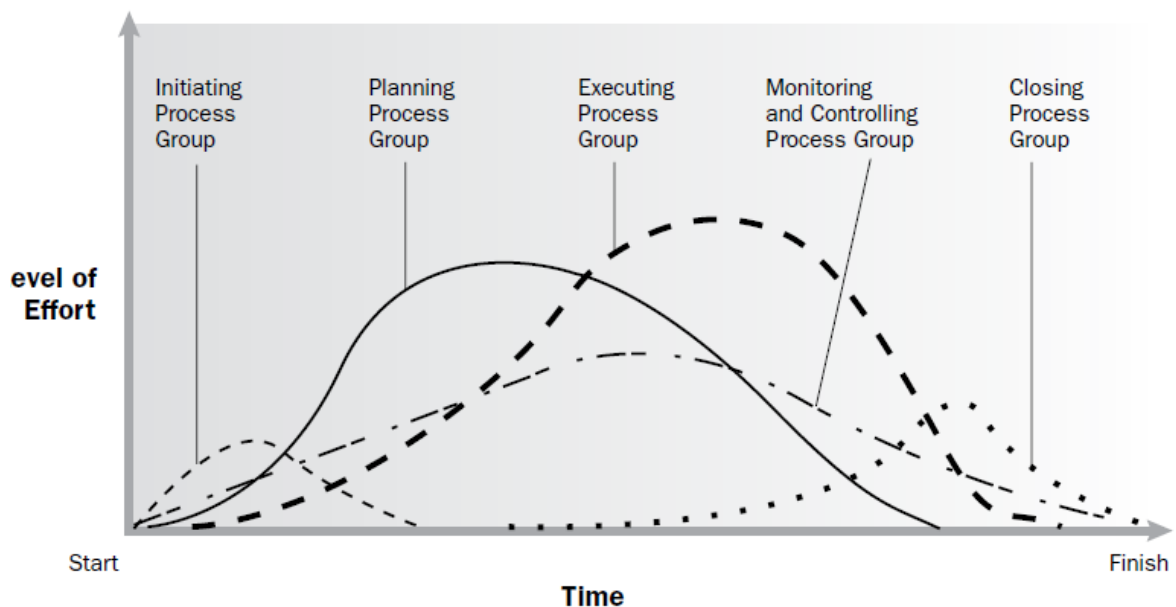 Initiating
Process
Group
Planning
Process
Group
Executing
Process
Group
Monitoring
and Controlling
Process Group
Closing
Process
Group
evel of
Effort
Start
Finish
Time